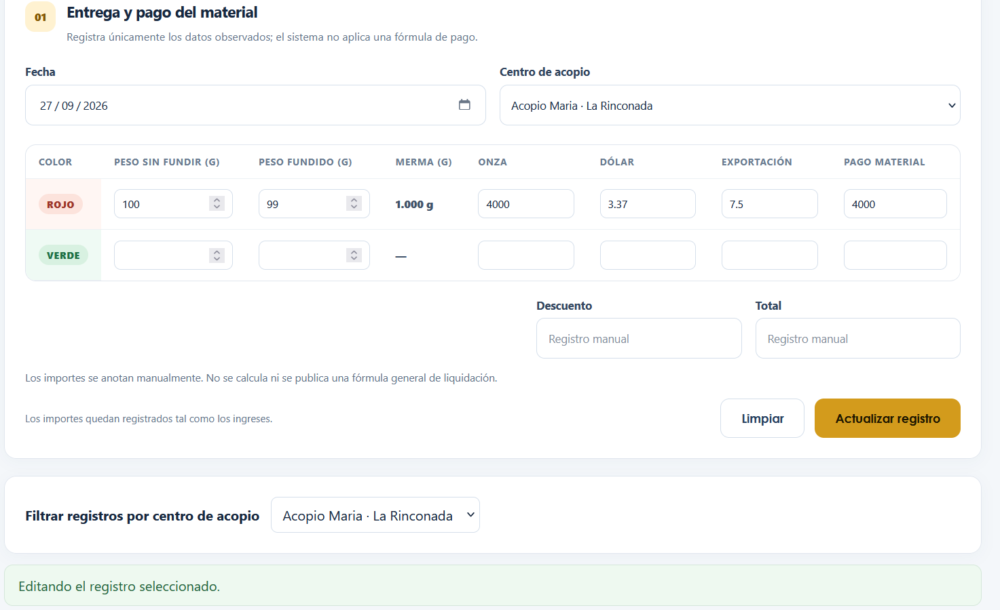 01
Entrega y pago del material
Registra únicamente los datos observados; el sistema no aplica una fórmula de pago.
Fecha
Centro de acopio
27 / 09 / 2026
Acopio Maria · La Rinconada
COLOR PESO SIN FUNDIR (G) PESO FUNDIDO (G) MERMA (G) ONZA DÓLAR EXPORTACIÓN PAGO MATERIAL
ROJO 100 99 1.000 g 4000 3.37 7.5 4000
VERDE —
Descuento
Total
Registro manual
Registro manual
Los importes se anotan manualmente. No se calcula ni se publica una fórmula general de liquidación.
Los importes quedan registrados tal como los ingreses.
Limpiar
Actualizar registro
Filtrar registros por centro de acopio
Acopio Maria · La Rinconada
Editando el registro seleccionado.